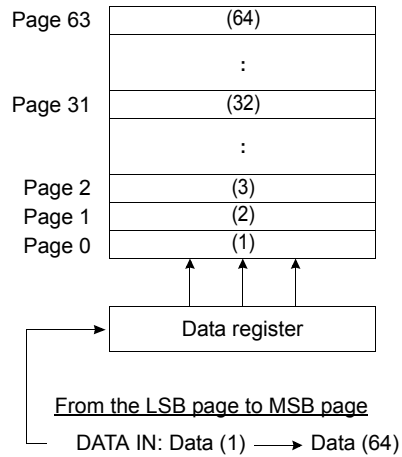 Page 63 (64)
:
Page 31 (32)
:
Page 2 (3)
Page 1 (2)
Page 0 (1)
Data register
From the LSB page to MSB page
DATA IN: Data (1) → Data (64)